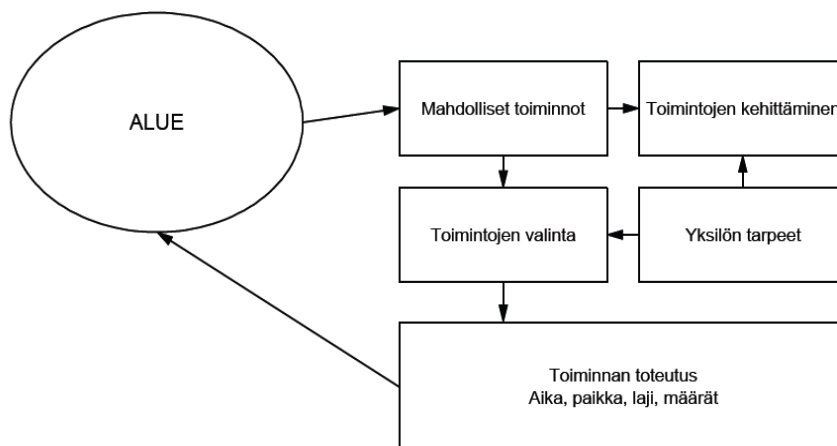 ALUE
Mahdolliset toiminnot
Toimintojen kehittäminen
Toimintojen valinta
Yksilön tarpeet
Toiminnan toteutus
Aika, paikka, laji, määrät